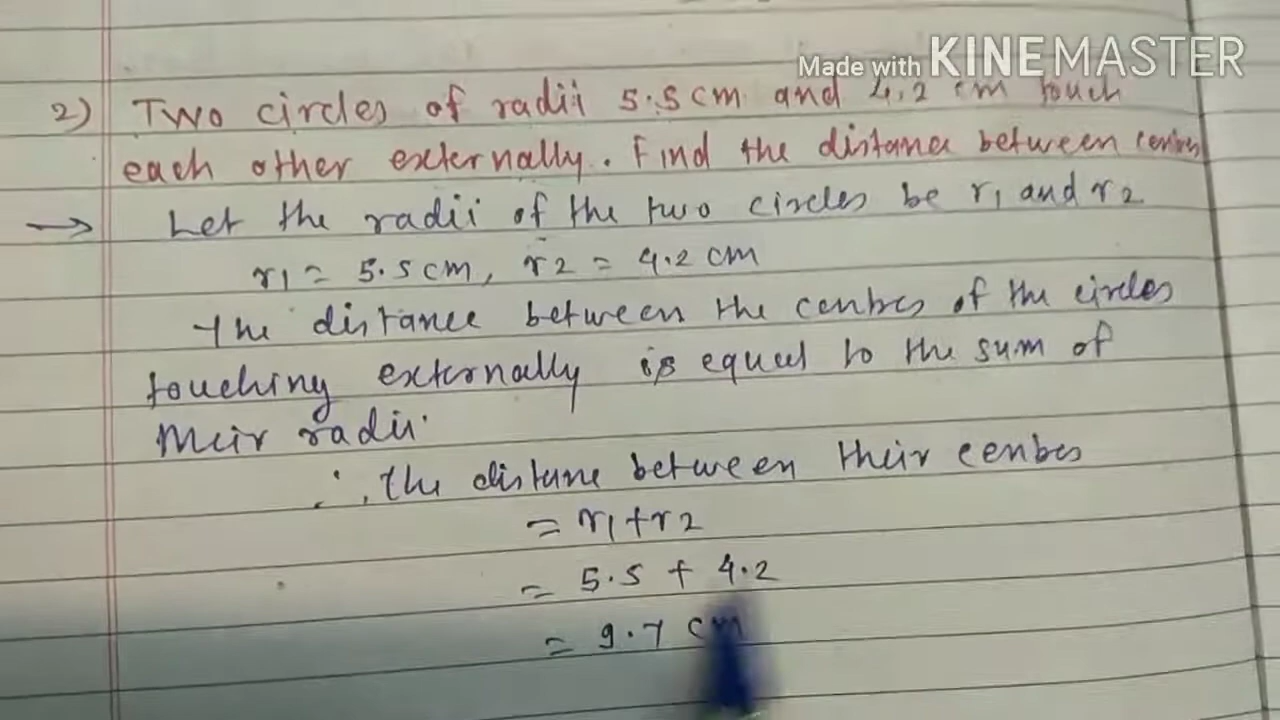 Made with KINEMASTER
2) Two circles of radii 5.5 cm and 4.2 cm touch
each other externally. Find the distance between centres
→ Let the radii of the two circles be r1 and r2
r1 = 5.5 cm, r2 = 4.2 cm
The distance between the centres of the circles
touching externally is equal to the sum of
their radii.
∴, the distance between their centres
= r1 + r2
= 5.5 + 4.2
= 9.7 cm